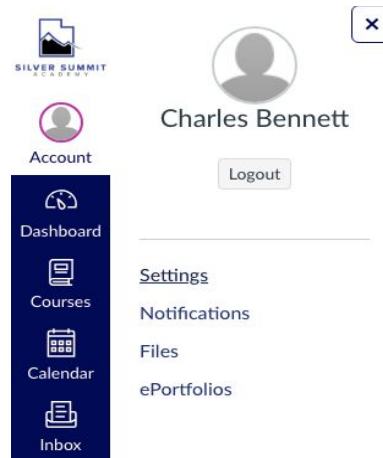 SILVER SUMMIT
ACADEMY
Account
Dashboard
Courses
Calendar
Inbox
×
Charles Bennett
Logout
Settings
Notifications
Files
ePortfolios